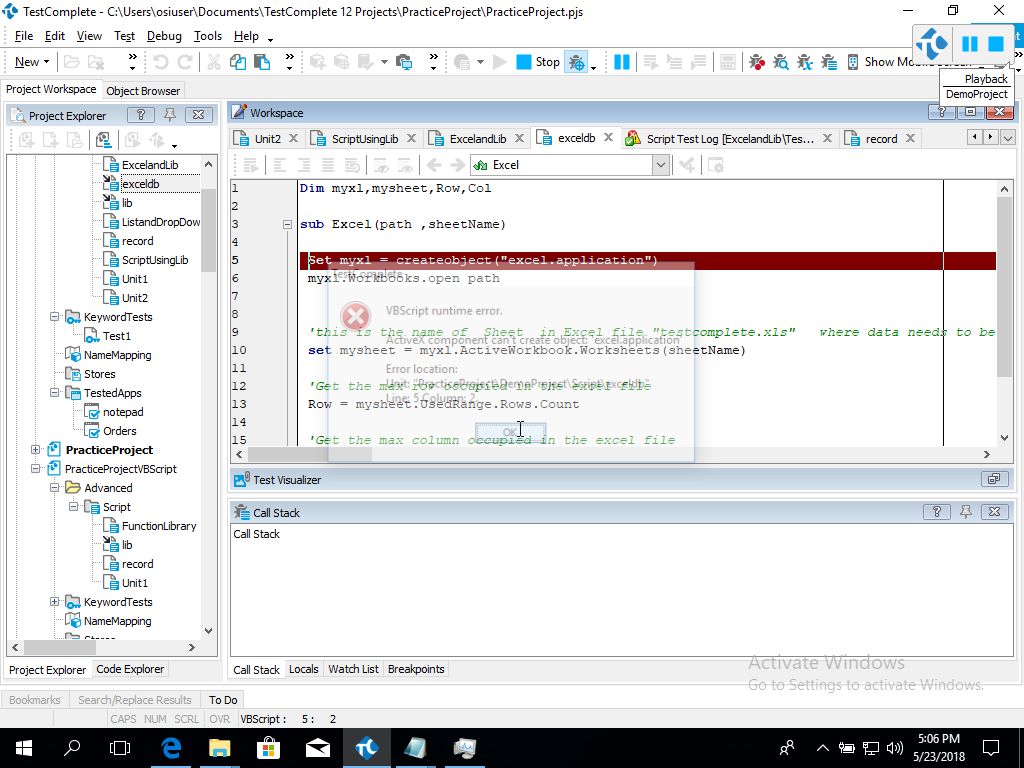 TestComplete - C:\Users\osiuser\Documents\TestComplete 12 Projects\PracticeProject\PracticeProject.pjs
File Edit View Test Debug Tools Help
New
Stop
Show Mo
Playback
DemoProject
Project Workspace
Object Browser
Project Explorer
ExcelandLib
exceldb
lib
ListandDropDow
record
ScriptUsingLib
Unit1
Unit2
KeywordTests
Test1
NameMapping
Stores
TestedApps
notepad
Orders
PracticeProject
PracticeProjectVBScript
Advanced
Script
FunctionLibrary
lib
record
Unit1
KeywordTests
NameMapping
Stores
Project Explorer
Code Explorer
Workspace
Unit2
ScriptUsingLib
ExcelandLib
exceldb
Script Test Log [ExcelandLib\Tes...
record
Excel
1 Dim myxl,mysheet,Row,Col
2
3 sub Excel(path ,sheetName)
4
5 Set myxl = createobject("excel.application")
6 myxl.Workbooks.open path
7
8
9 'this is the name of Sheet in Excel file "testcomplete.xls" where data needs to be
10 set mysheet = myxl.ActiveWorkbook.Worksheets(sheetName)
11
12 'Get the max row occupied in the excel file
13 Row = mysheet.UsedRange.Rows.Count
14
15 'Get the max column occupied in the excel file
TestComplete
VBScript runtime error.
ActiveX component can't create object: 'excel.application'
Error location:
Unit: "PracticeProject\DemoProject\Script\exceldb"
Line: 5 Column: 2.
OK
Test Visualizer
Call Stack
Call Stack
Call Stack
Locals
Watch List
Breakpoints
Activate Windows
Go to Settings to activate Windows.
Bookmarks
Search/Replace Results
To Do
CAPS NUM SCRL OVR VBScript : 5 : 2
5:06 PM
5/23/2018